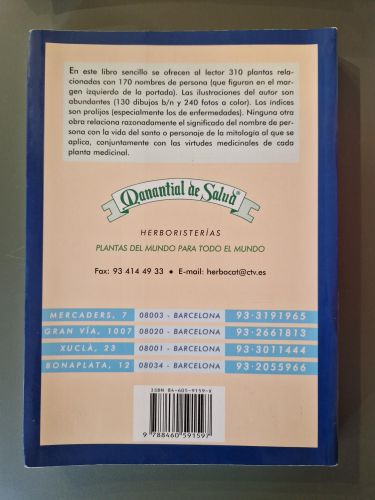 En este libro sencillo se ofrecen al lector 310 plantas rela-
cionadas con 170 nombres de persona (que figuran en el mar-
gen izquierdo de la portada). Las ilustraciones del autor son
abundantes (130 dibujos b/n y 240 fotos a color). Los índices
son prolijos (especialmente los de enfermedades). Ninguna otra
obra relaciona razonadamente el significado del nombre de per-
sona con la vida del santo o personaje de la mitología al que se
aplica, conjuntamente con las virtudes medicinales de cada
planta medicinal.
Manantial de Salud®
HERBORISTERÍAS
PLANTAS DEL MUNDO PARA TODO EL MUNDO
Fax: 93 414 49 33 • E-mail: herbocat@ctv.es
MERCADERS, 7 08003 - BARCELONA 93·3191965
GRAN VÍA, 1007 08020 - BARCELONA 93·2661813
XUCLÀ, 23 08001 - BARCELONA 93·3011444
BONAPLATA, 12 08034 - BARCELONA 93·2055966
ISBN 84-605-9159-X
9 788460 591597